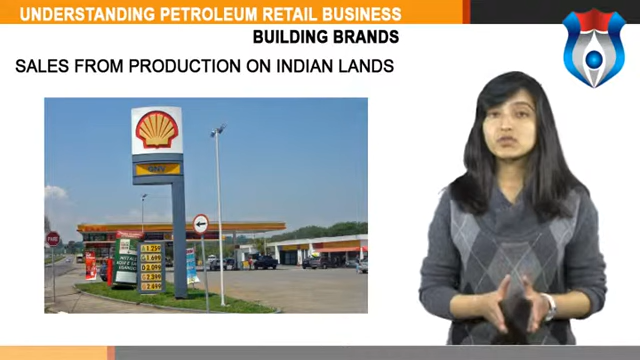 UNDERSTANDING PETROLEUM RETAIL BUSINESS
BUILDING BRANDS
SALES FROM PRODUCTION ON INDIAN LANDS